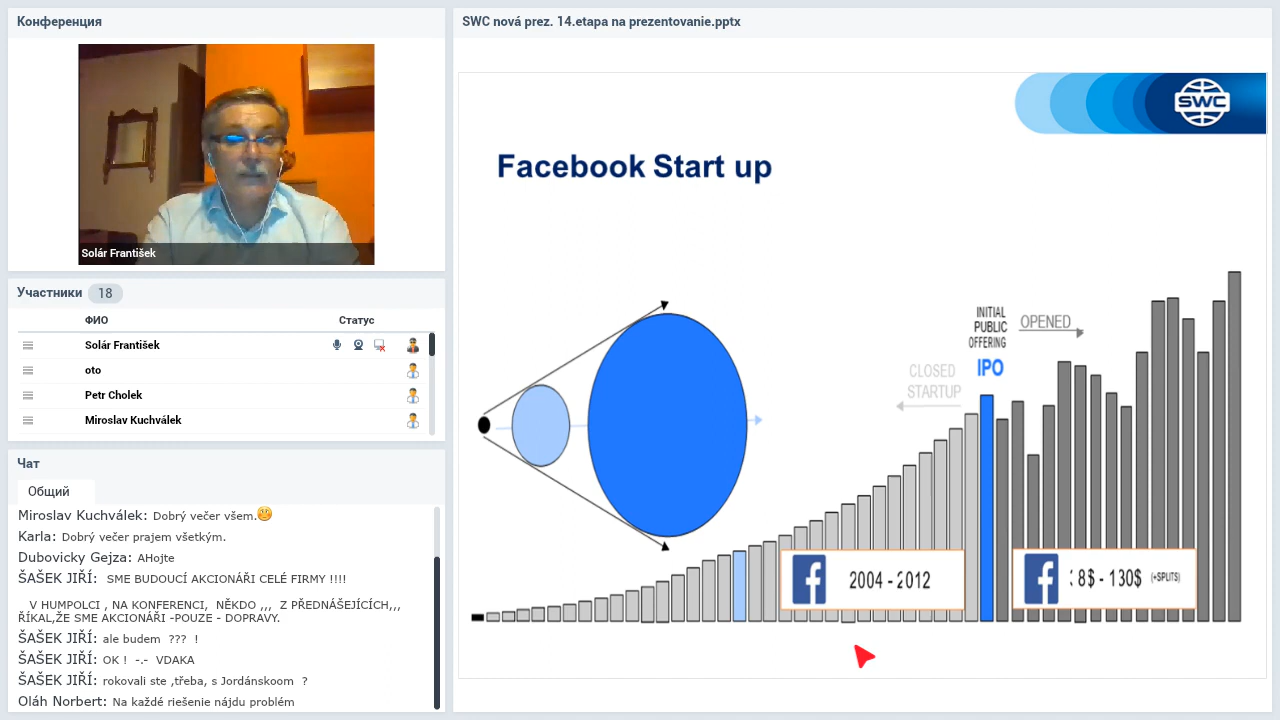 Конференция
Solár František
Участники 18
ФИО Статус
Solár František
oto
Petr Cholek
Miroslav Kuchválek
Чат
Общий
Miroslav Kuchválek: Dobrý večer všem.
Karla: Dobrý večer prajem všetkým.
Dubovicky Gejza: AHojte
ŠAŠEK JIŘÍ: SME BUDOUCÍ AKCIONÁŘI CELÉ FIRMY !!!!
V HUMPOLCI , NA KONFERENCI, NĚKDO ,,, Z PŘEDNÁŠEJÍCÍCH,,,
ŘÍKAL,ŽE SME AKCIONÁŘI -POUZE - DOPRAVY.
ŠAŠEK JIŘÍ: ale budem ??? !
ŠAŠEK JIŘÍ: OK ! -.- VDAKA
ŠAŠEK JIŘÍ: rokovali ste ,třeba, s Jordánskoom ?
Oláh Norbert: Na každé riešenie nájdu problém
SWC nová prez. 14.etapa na prezentovanie.pptx
SWC
Facebook Start up
INITIAL
PUBLIC
OFFERING
IPO
OPENED
CLOSED
STARTUP
2004 - 2012
38$ - 130$ (+SPLITS)